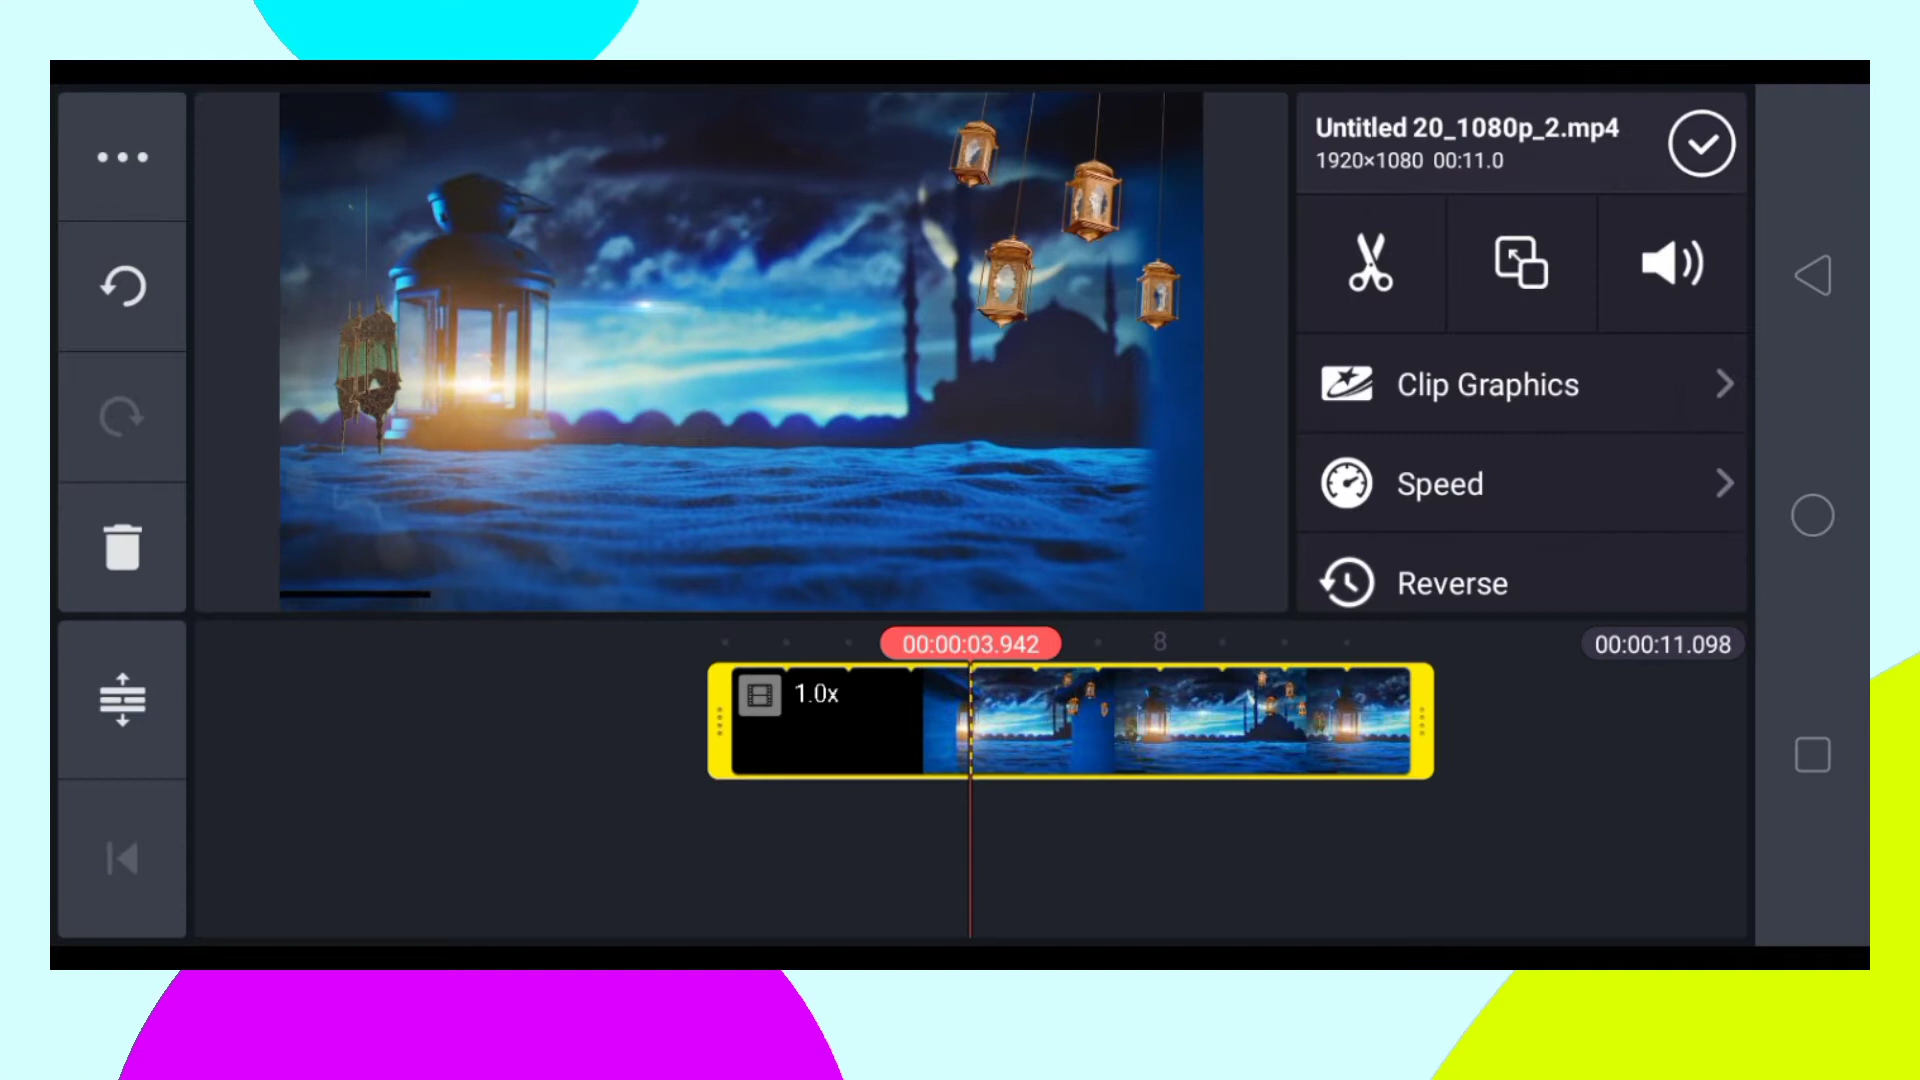 Untitled 20_1080p_2.mp4
1920×1080 00:11.0
Clip Graphics
Speed
Reverse
00:00:03.942
8
00:00:11.098
1.0x